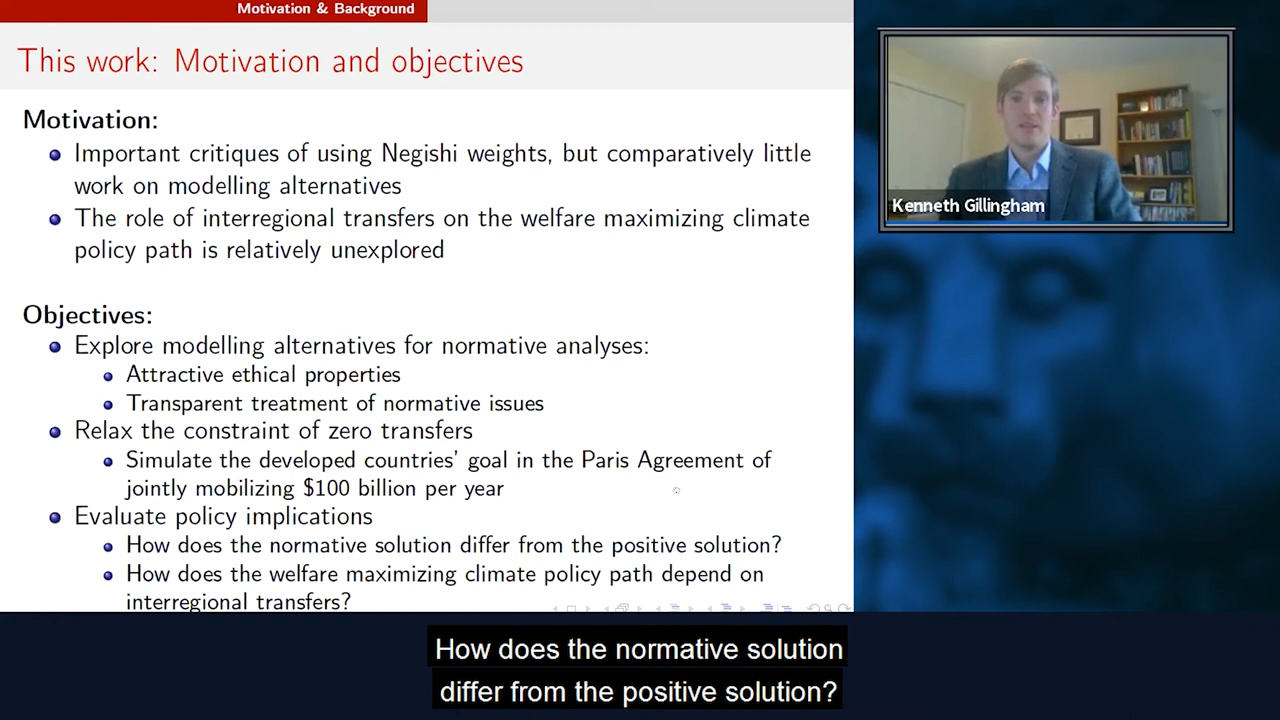 Motivation & Background
This work: Motivation and objectives
Motivation:
Important critiques of using Negishi weights, but comparatively little
work on modelling alternatives
The role of interregional transfers on the welfare maximizing climate
policy path is relatively unexplored
Objectives:
Explore modelling alternatives for normative analyses:
Attractive ethical properties
Transparent treatment of normative issues
Relax the constraint of zero transfers
Simulate the developed countries' goal in the Paris Agreement of
jointly mobilizing $100 billion per year
Evaluate policy implications
How does the normative solution differ from the positive solution?
How does the welfare maximizing climate policy path depend on
interregional transfers?
Kenneth Gillingham
How does the normative solution
differ from the positive solution?